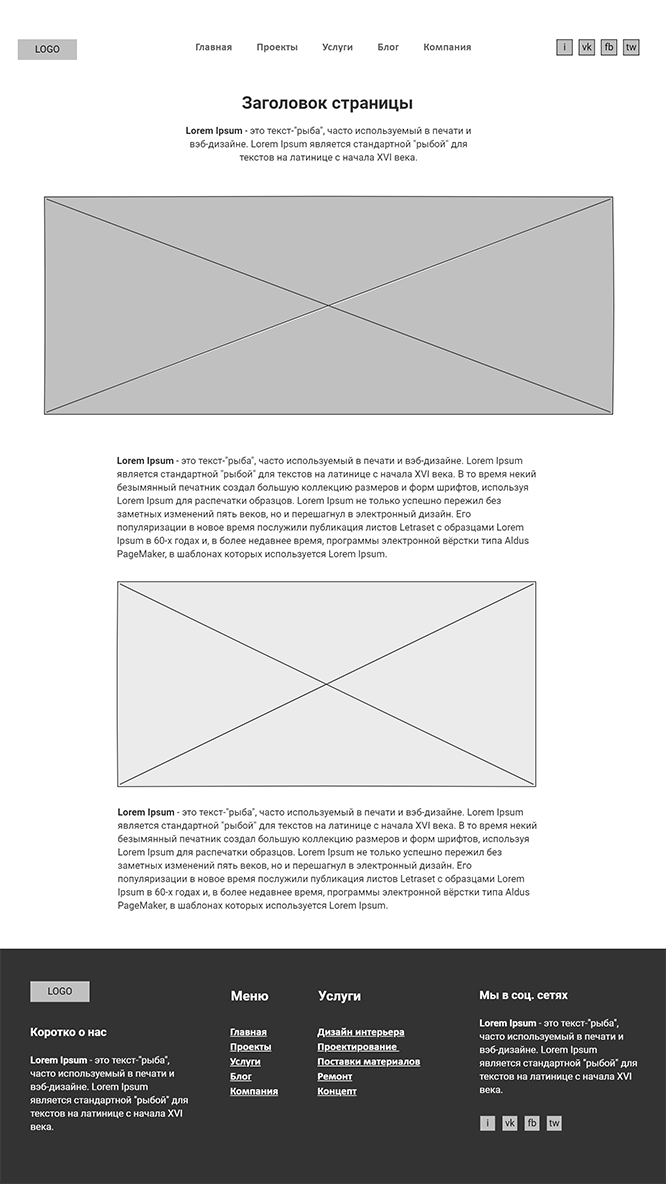 LOGO
Главная Проекты Услуги Блог Компания
i vk fb tw
Заголовок страницы
Lorem Ipsum - это текст-"рыба", часто используемый в печати и
вэб-дизайне. Lorem Ipsum является стандартной "рыбой" для
текстов на латинице с начала XVI века.
Lorem Ipsum - это текст-"рыба", часто используемый в печати и вэб-дизайне. Lorem Ipsum
является стандартной "рыбой" для текстов на латинице с начала XVI века. В то время некий
безымянный печатник создал большую коллекцию размеров и форм шрифтов, используя
Lorem Ipsum для распечатки образцов. Lorem Ipsum не только успешно пережил без
заметных изменений пять веков, но и перешагнул в электронный дизайн. Его
популяризации в новое время послужили публикация листов Letraset с образцами Lorem
Ipsum в 60-х годах и, в более недавнее время, программы электронной вёрстки типа Aldus
PageMaker, в шаблонах которых используется Lorem Ipsum.
Lorem Ipsum - это текст-"рыба", часто используемый в печати и вэб-дизайне. Lorem Ipsum
является стандартной "рыбой" для текстов на латинице с начала XVI века. В то время некий
безымянный печатник создал большую коллекцию размеров и форм шрифтов, используя
Lorem Ipsum для распечатки образцов. Lorem Ipsum не только успешно пережил без
заметных изменений пять веков, но и перешагнул в электронный дизайн. Его
популяризации в новое время послужили публикация листов Letraset с образцами Lorem
Ipsum в 60-х годах и, в более недавнее время, программы электронной вёрстки типа Aldus
PageMaker, в шаблонах которых используется Lorem Ipsum.
LOGO
Коротко о нас
Lorem Ipsum - это текст-"рыба",
часто используемый в печати и
вэб-дизайне. Lorem Ipsum
является стандартной "рыбой" для
текстов на латинице с начала XVI
века.
Меню
Главная
Проекты
Услуги
Блог
Компания
Услуги
Дизайн интерьера
Проектирование
Поставки материалов
Ремонт
Концепт
Мы в соц. сетях
Lorem Ipsum - это текст-"рыба",
часто используемый в печати и
вэб-дизайне. Lorem Ipsum
является стандартной "рыбой" для
текстов на латинице с начала XVI
века.
i vk fb tw